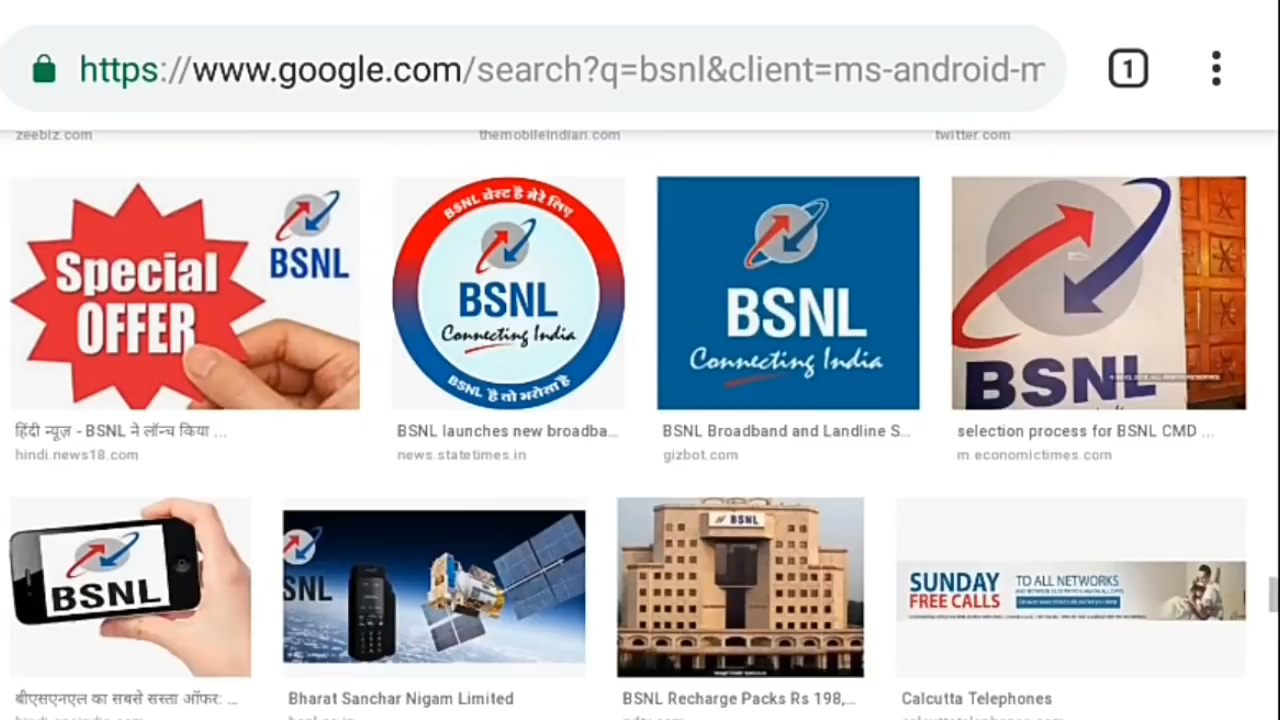 https://www.google.com/search?q=bsnl&client=ms-android-m
1
zeebiz.com
themobileindian.com
twitter.com
Special
OFFER
BSNL
BSNL बेस्ट है मेरे लिए
BSNL
Connecting India
BSNL है तो भरोसा है
BSNL
Connecting India
BSNL
हिंदी न्यूज़ - BSNL ने लॉन्च किया ...
hindi.news18.com
BSNL launches new broadba...
news.statetimes.in
BSNL Broadband and Landline S...
gizbot.com
selection process for BSNL CMD ...
m.economictimes.com
BSNL
SNL
BSNL
SUNDAY
FREE CALLS
TO ALL NETWORKS
बीएसएनएल का सबसे सस्ता ऑफर: ...
Bharat Sanchar Nigam Limited
BSNL Recharge Packs Rs 198,...
Calcutta Telephones